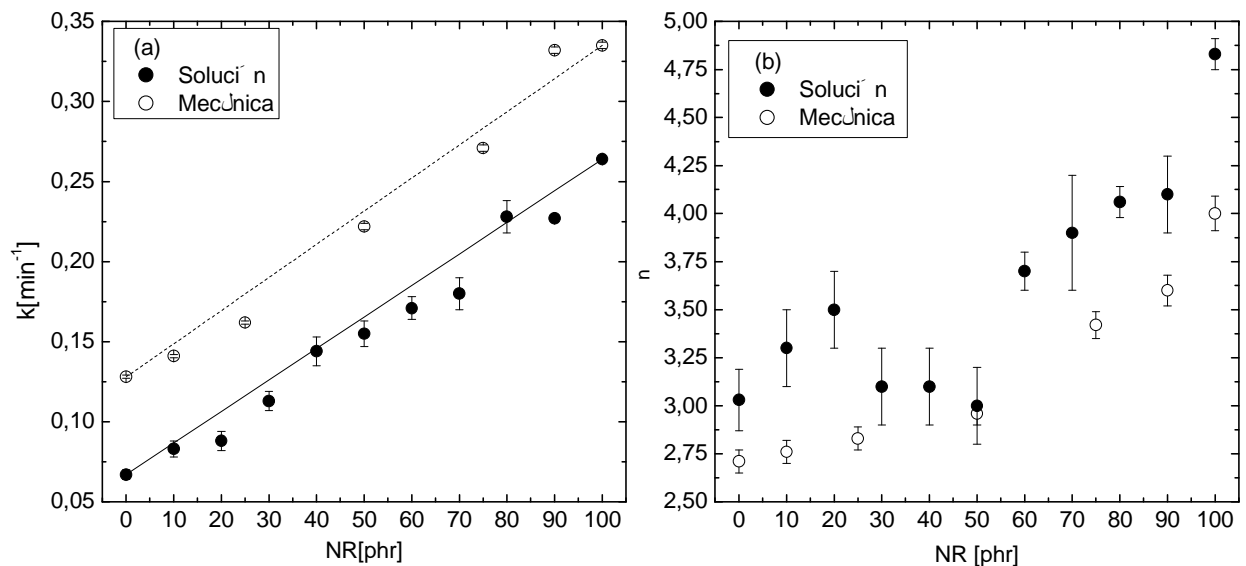 (a)
Soluci´n
MecÚnica
0,35
0,30
0,25
0,20
0,15
0,10
0,05
k[min⁻¹]
0 10 20 30 40 50 60 70 80 90 100
NR[phr]
(b)
Soluci´n
MecÚnica
5,00
4,75
4,50
4,25
4,00
3,75
3,50
3,25
3,00
2,75
2,50
n
0 10 20 30 40 50 60 70 80 90 100
NR [phr]